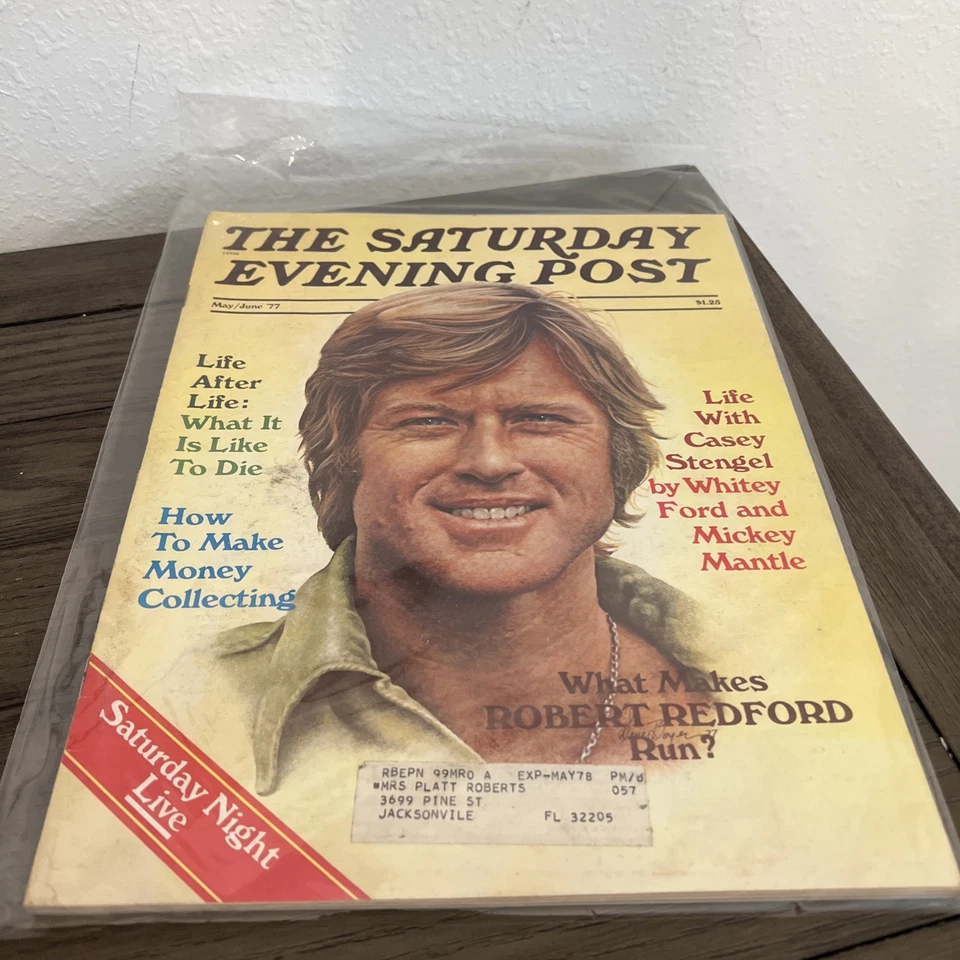 THE SATURDAY
EVENING POST
May/June '77
$1.25
Life
After
Life:
What It
Is Like
To Die
How
To Make
Money
Collecting
Life
With
Casey
Stengel
by Whitey
Ford and
Mickey
Mantle
What Makes
ROBERT REDFORD
Run?
Saturday Night
Live
RBEPN 99MRO A EXP-MAY78 PM/d
MRS PLATT ROBERTS 057
3699 PINE ST
JACKSONVILE FL 32205